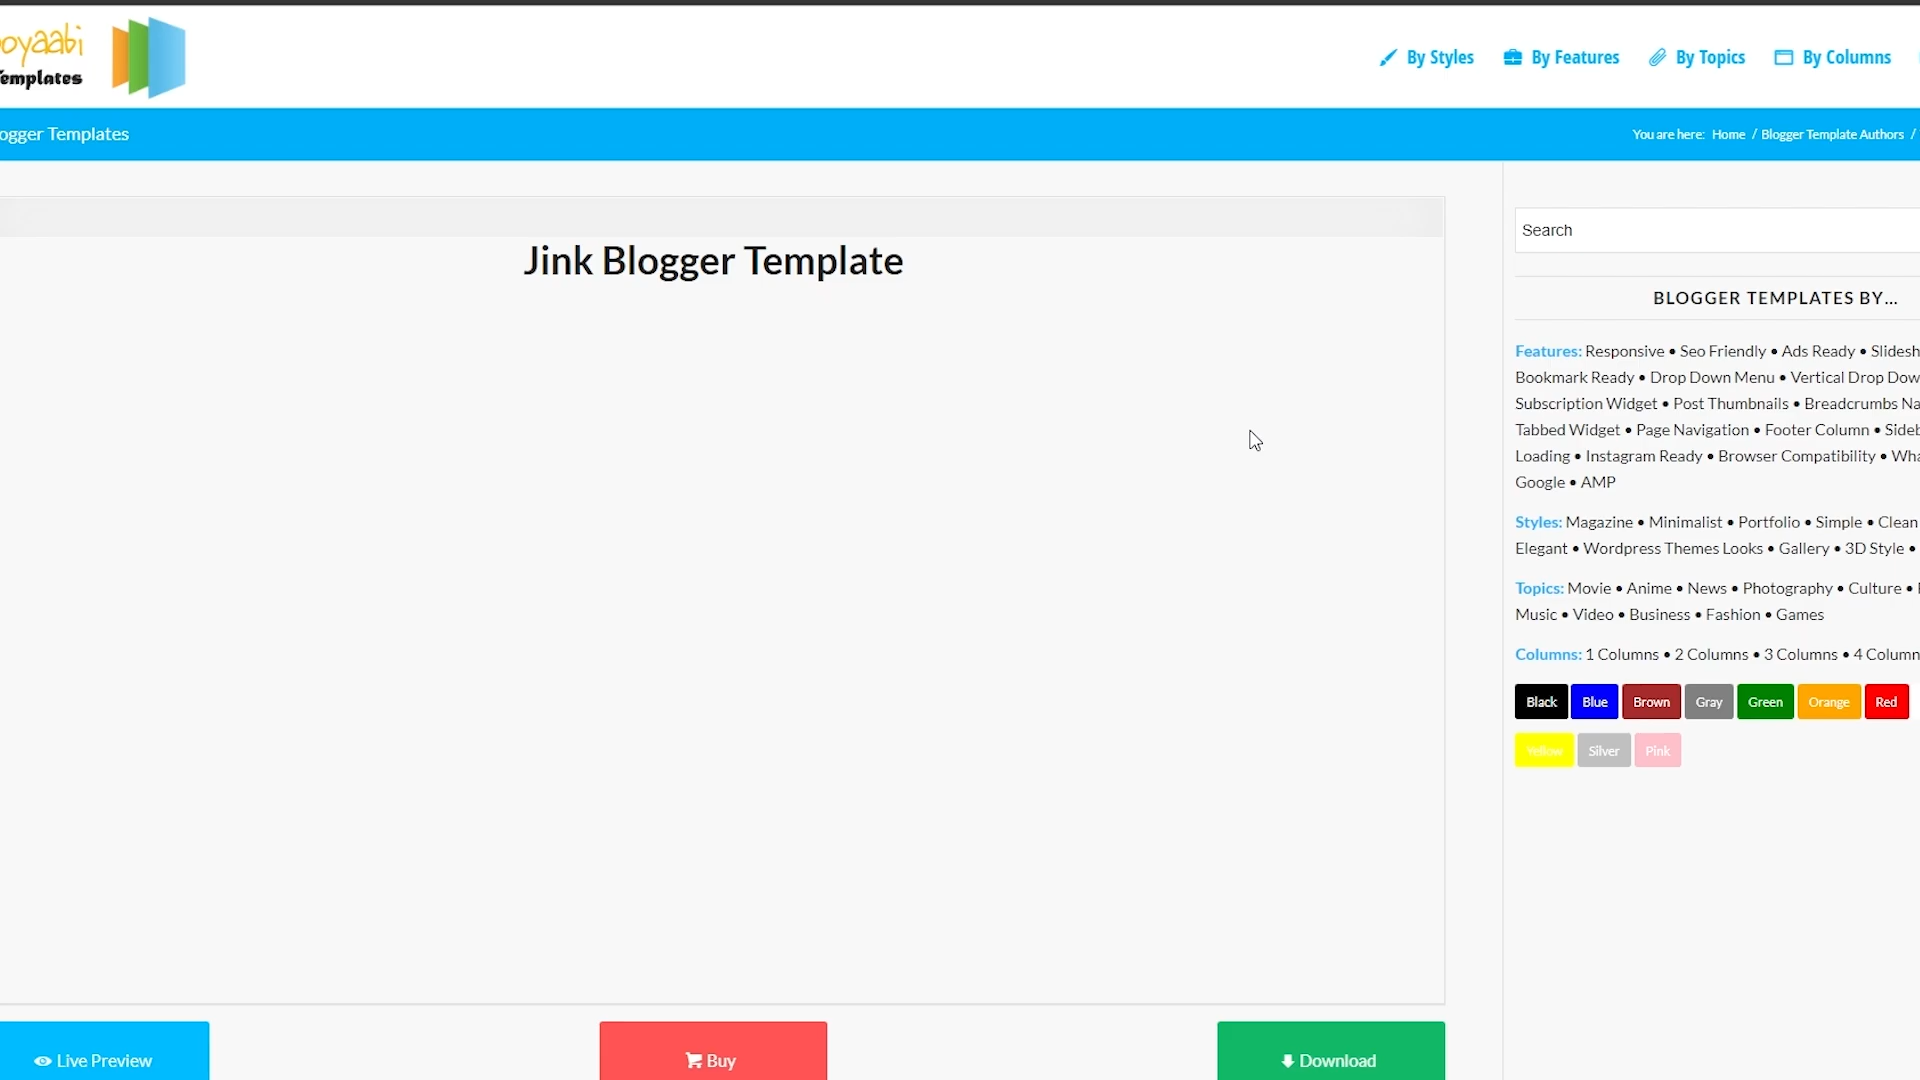 ooyaabi
Templates
By Styles By Features By Topics By Columns
ogger Templates
You are here: Home / Blogger Template Authors /
Jink Blogger Template
Search
BLOGGER TEMPLATES BY...
Features: Responsive • Seo Friendly • Ads Ready • Slidesh
Bookmark Ready • Drop Down Menu • Vertical Drop Dow
Subscription Widget • Post Thumbnails • Breadcrumbs Na
Tabbed Widget • Page Navigation • Footer Column • Sideb
Loading • Instagram Ready • Browser Compatibility • Wha
Google • AMP
Styles: Magazine • Minimalist • Portfolio • Simple • Clean
Elegant • Wordpress Themes Looks • Gallery • 3D Style •
Topics: Movie • Anime • News • Photography • Culture •
Music • Video • Business • Fashion • Games
Columns: 1 Columns • 2 Columns • 3 Columns • 4 Column
Black Blue Brown Gray Green Orange Red
Yellow Silver Pink
Live Preview Buy Download